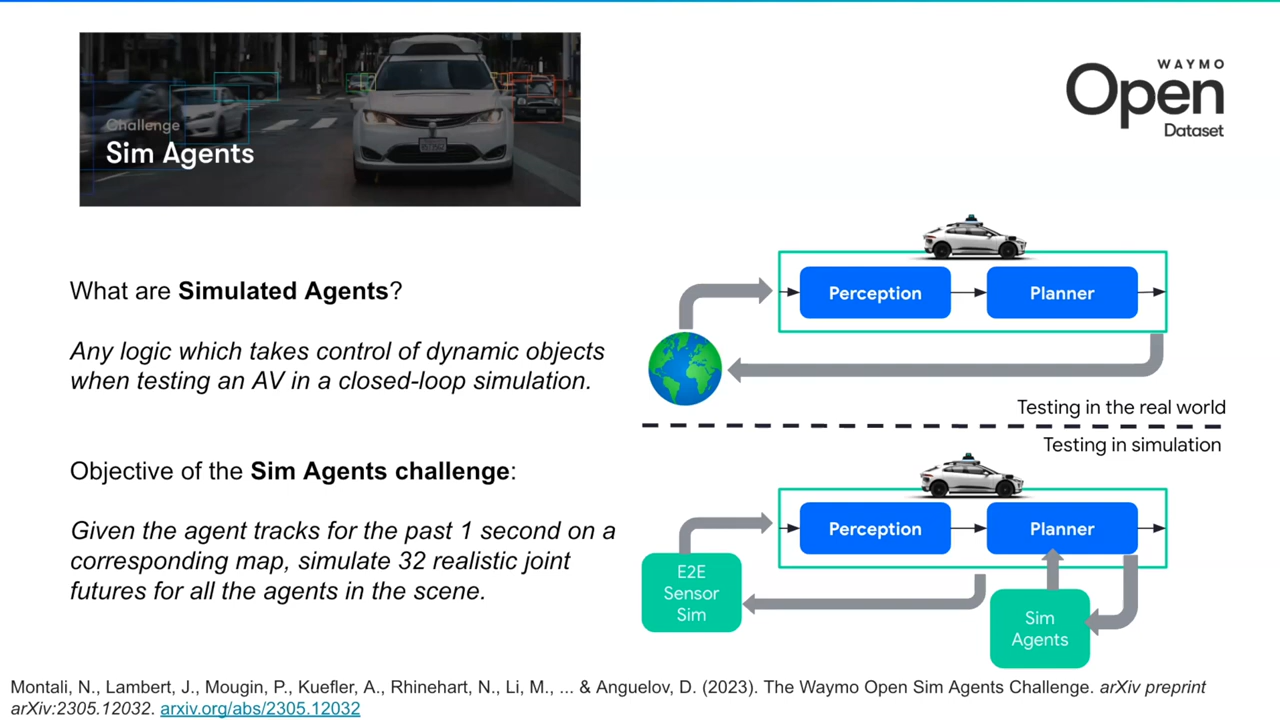 Challenge
Sim Agents
WAYMO
Open
Dataset
What are Simulated Agents?
Any logic which takes control of dynamic objects
when testing an AV in a closed-loop simulation.
Objective of the Sim Agents challenge:
Given the agent tracks for the past 1 second on a
corresponding map, simulate 32 realistic joint
futures for all the agents in the scene.
Perception
Planner
Testing in the real world
Testing in simulation
Perception
Planner
E2E
Sensor
Sim
Sim
Agents
Montali, N., Lambert, J., Mougin, P., Kuefler, A., Rhinehart, N., Li, M., ... & Anguelov, D. (2023). The Waymo Open Sim Agents Challenge. arXiv preprint
arXiv:2305.12032. arxiv.org/abs/2305.12032